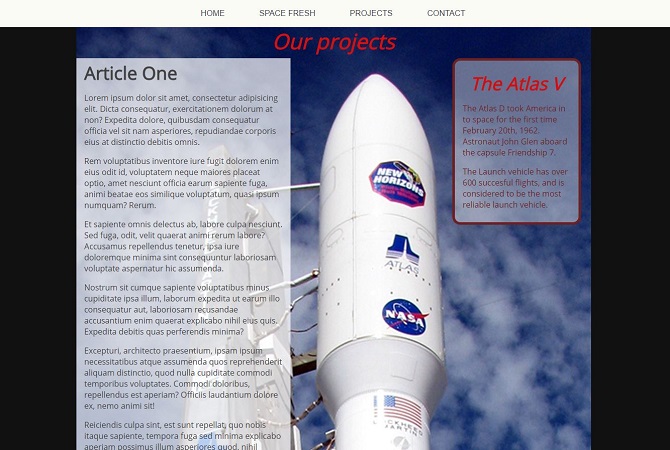 HOME SPACE FRESH PROJECTS CONTACT
Our projects
Article One
Lorem ipsum dolor sit amet, consectetur adipisicing
elit. Dicta consequatur, exercitationem dolorum at
non? Expedita dolore, quibusdam consequatur
officia vel sit nam asperiores, repudiandae corporis
eius at distinctio debitis omnis.
Rem voluptatibus inventore iure fugit dolorem enim
eius odit id, voluptatem neque maiores placeat
optio, amet nesciunt officia earum sapiente fuga,
animi beatae eos similique voluptatum, quasi ipsum
numquam? Rerum.
Et sapiente omnis delectus ab, labore culpa nesciunt.
Sed fuga, odit, velit quaerat animi rerum labore?
Accusamus repellendus tenetur, ipsa iure
doloremque minima sint consequuntur laboriosam
voluptate aspernatur hic assumenda.
Nostrum sit cumque sapiente voluptatibus minus
cupiditate ipsa illum, laborum expedita ut earum illo
consequatur aut, laboriosam recusandae
accusantium enim quaerat explicabo nihil eius quis.
Expedita debitis quas perferendis minima?
Excepturi, architecto praesentium, ipsam ipsum
necessitatibus atque assumenda quos reprehenderit
aliquam distinctio, quod nulla cupiditate commodi
temporibus voluptates. Commodi doloribus,
repellendus est aperiam? Officiis laudantium dolore
ex, nemo animi sit!
Reiciendis culpa sint, est sunt repellat, quo nobis
itaque sapiente, tempora fuga sed minima explicabo
aperiam possimus illum asperiores quod, nihil
The Atlas V
The Atlas D took America in
to space for the first time
February 20th, 1962.
Astronaut John Glen aboard
the capsule Friendship 7.
The Launch vehicle has over
600 succesful flights, and is
considered to be the most
reliable launch vehicle.
NEW
HORIZONS
ATLAS
NASA